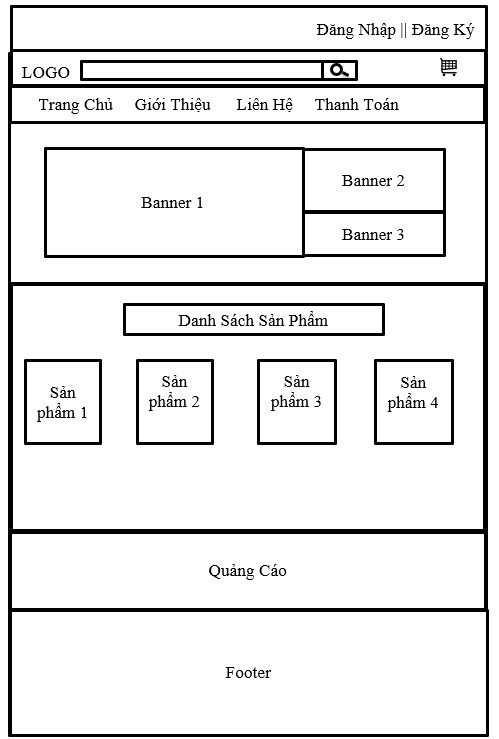 Đăng Nhập || Đăng Ký
LOGO
Trang Chủ Giới Thiệu Liên Hệ Thanh Toán
Banner 1
Banner 2
Banner 3
Danh Sách Sản Phẩm
Sản
phẩm 1
Sản
phẩm 2
Sản
phẩm 3
Sản
phẩm 4
Quảng Cáo
Footer